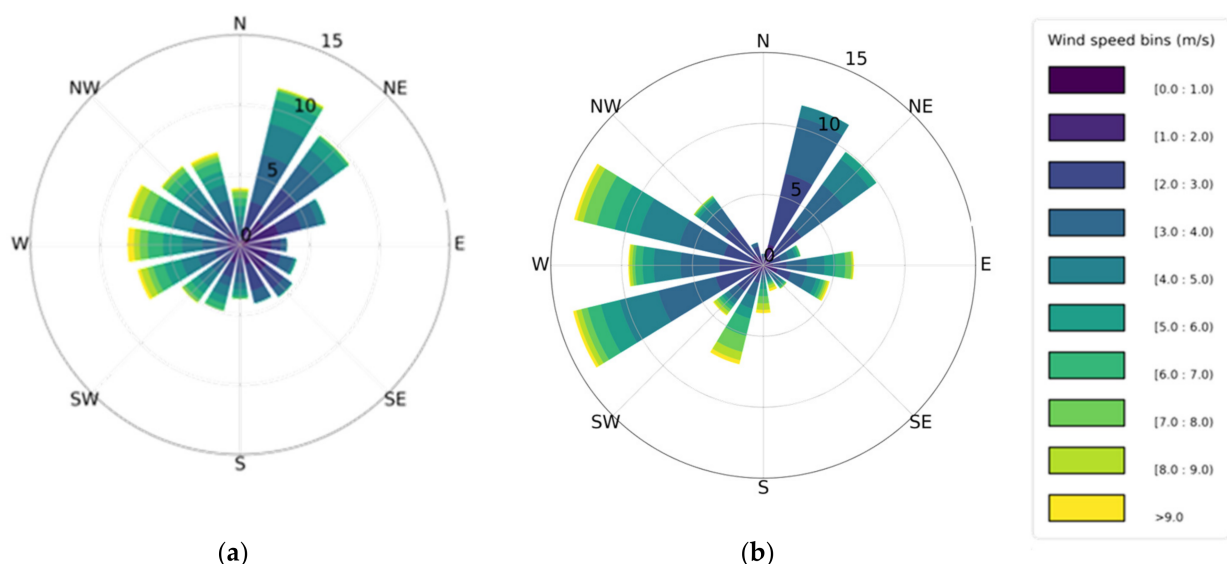 N
15
NW
NE
10
5
W
0
E
SW
SE
S
(a)
N
15
NW
NE
10
5
W
0
E
SW
SE
S
(b)
Wind speed bins (m/s)
[0.0 : 1.0)
[1.0 : 2.0)
[2.0 : 3.0)
[3.0 : 4.0)
[4.0 : 5.0)
[5.0 : 6.0)
[6.0 : 7.0)
[7.0 : 8.0)
[8.0 : 9.0)
>9.0